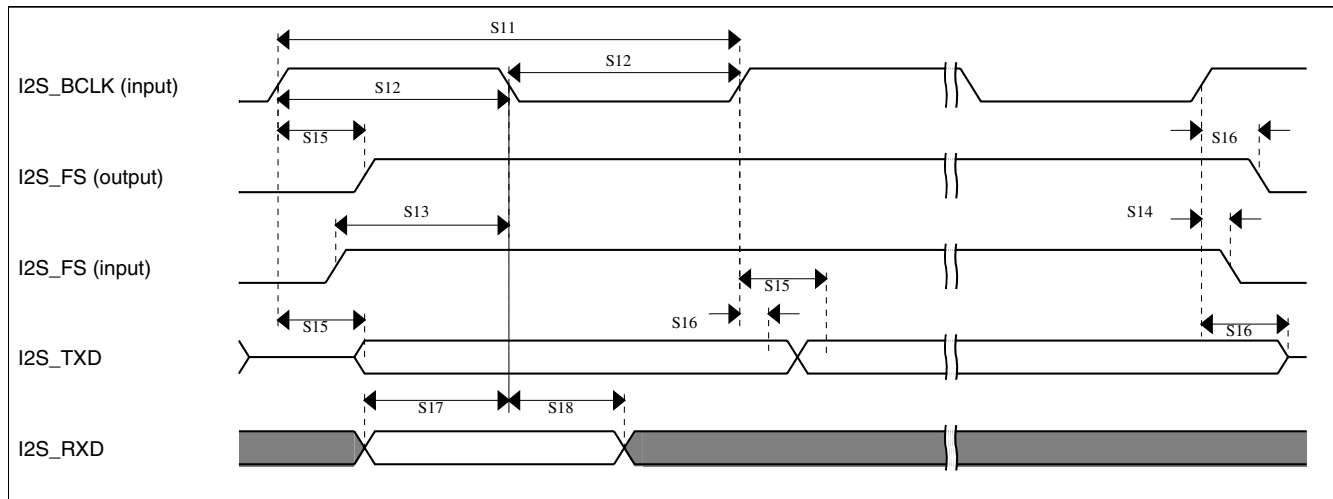 S11
S12
I2S_BCLK (input)
S12
S15
S16
I2S_FS (output)
S13
S14
I2S_FS (input)
S15
S15
S16
S16
I2S_TXD
S17
S18
I2S_RXD